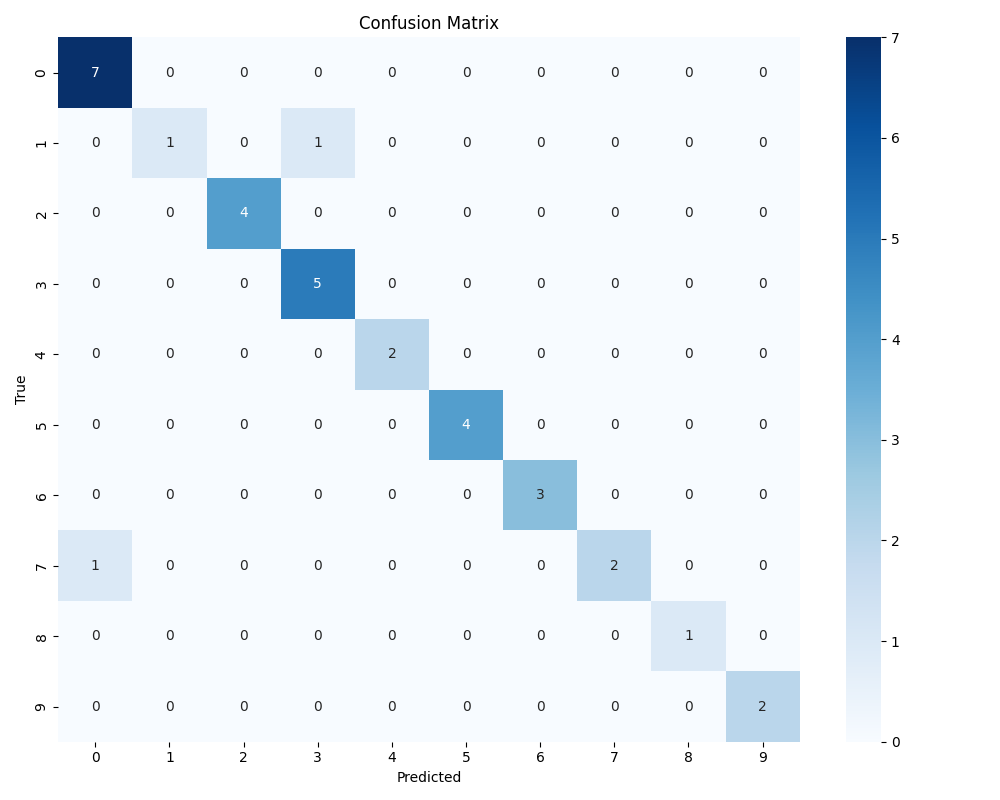 Confusion Matrix
0 7 0 0 0 0 0 0 0 0 0
1 0 1 0 1 0 0 0 0 0 0
2 0 0 4 0 0 0 0 0 0 0
3 0 0 0 5 0 0 0 0 0 0
4 0 0 0 0 2 0 0 0 0 0
5 0 0 0 0 0 4 0 0 0 0
6 0 0 0 0 0 0 3 0 0 0
7 1 0 0 0 0 0 0 2 0 0
8 0 0 0 0 0 0 0 0 1 0
9 0 0 0 0 0 0 0 0 0 2
True
0 1 2 3 4 5 6 7 8 9
Predicted
7
6
5
4
3
2
1
0